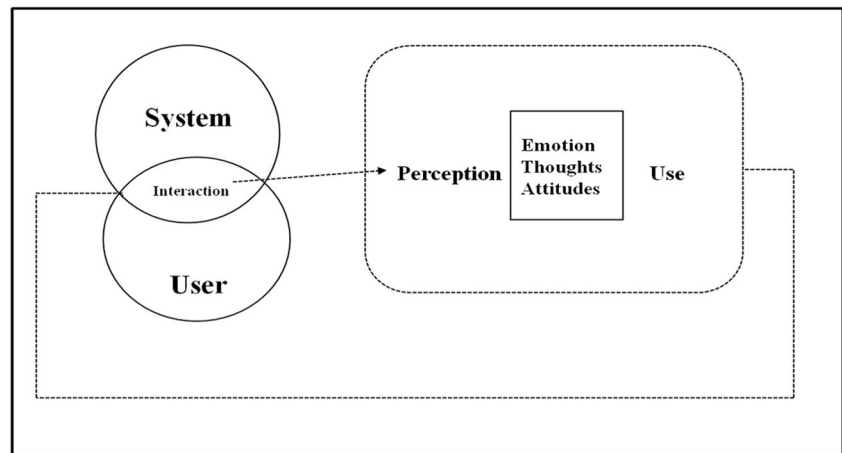 System
Interaction
User
Perception
Emotion
Thoughts
Attitudes
Use